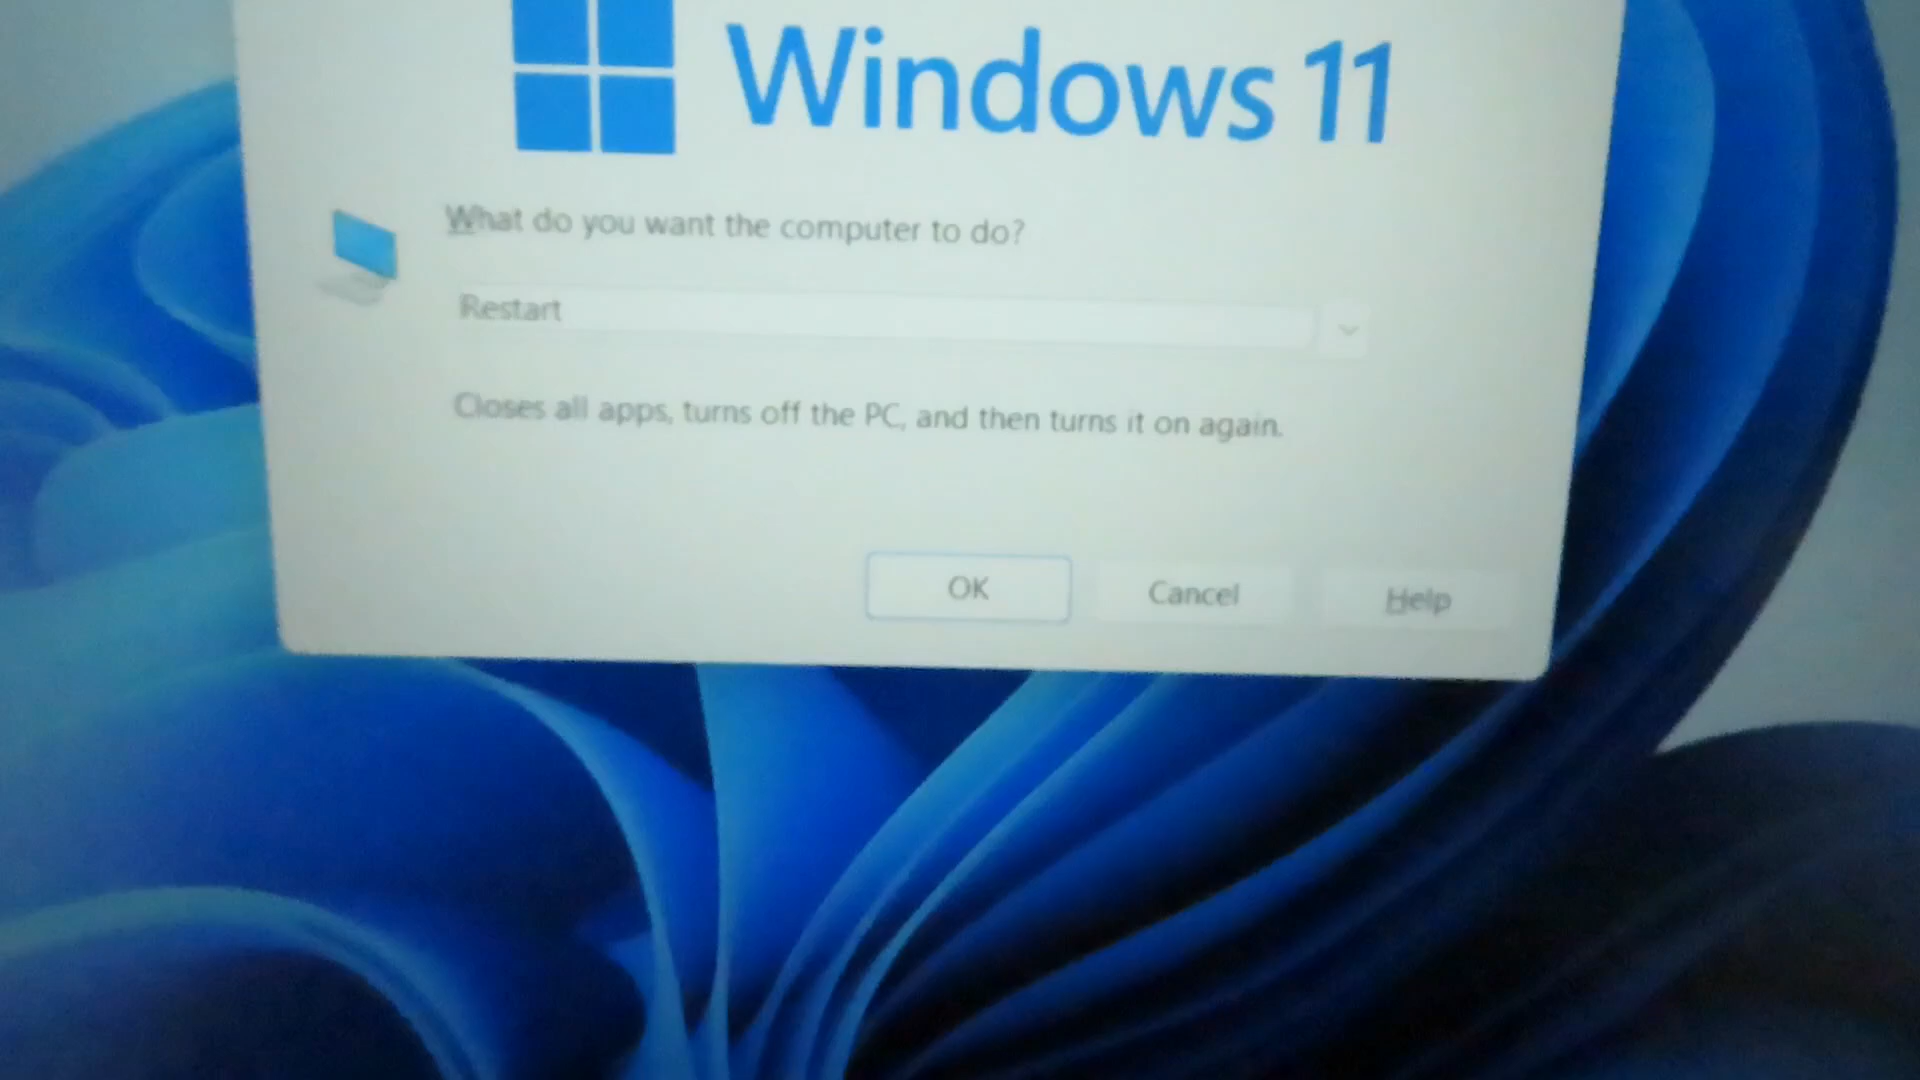 Windows 11
What do you want the computer to do?
Restart
Closes all apps, turns off the PC, and then turns it on again.
OK Cancel Help